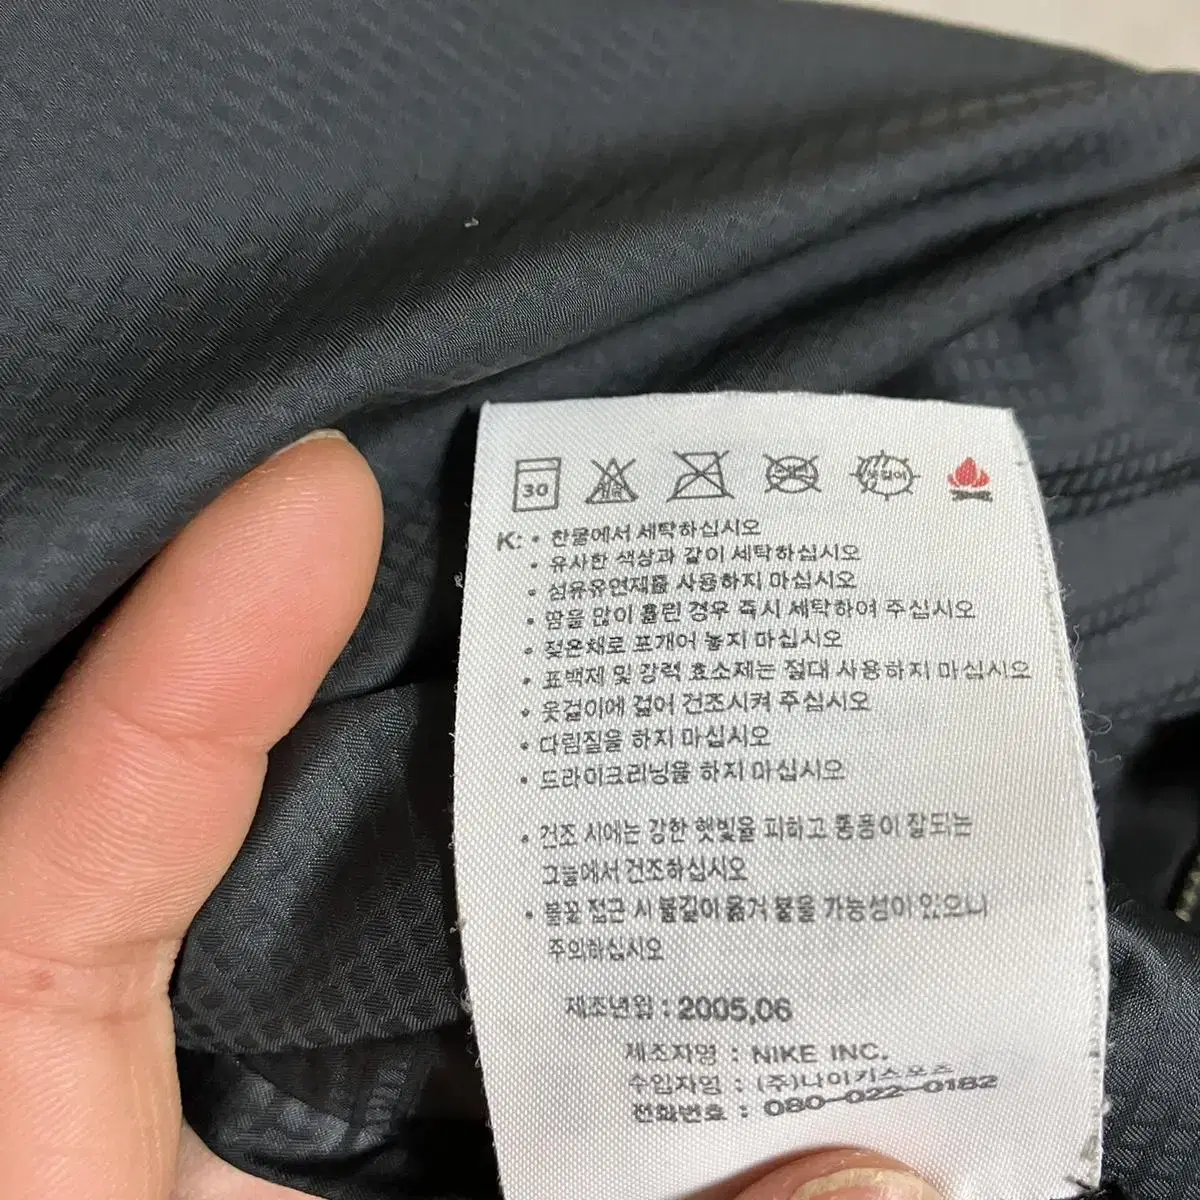 30
K: • 찬물에서 세탁하십시오
• 유사한 색상과 같이 세탁하십시오
• 섬유유연제를 사용하지 마십시오
• 땀을 많이 흘린 경우 즉시 세탁하여 주십시오
• 젖은채로 포개어 놓지 마십시오
• 표백제 및 강력 효소제는 절대 사용하지 마십시오
• 옷걸이에 걸어 건조시켜 주십시오
• 다림질을 하지 마십시오
• 드라이크리닝을 하지 마십시오
• 건조 시에는 강한 햇빛을 피하고 통풍이 잘되는
그늘에서 건조하십시오
• 불꽃 접근 시 불길이 옮겨 붙을 가능성이 있으니
주의하십시오
제조년월 : 2005.06
제조자명 : NIKE INC.
수입자명 : (주)나이키스포츠
전화번호 : 080-022-0182